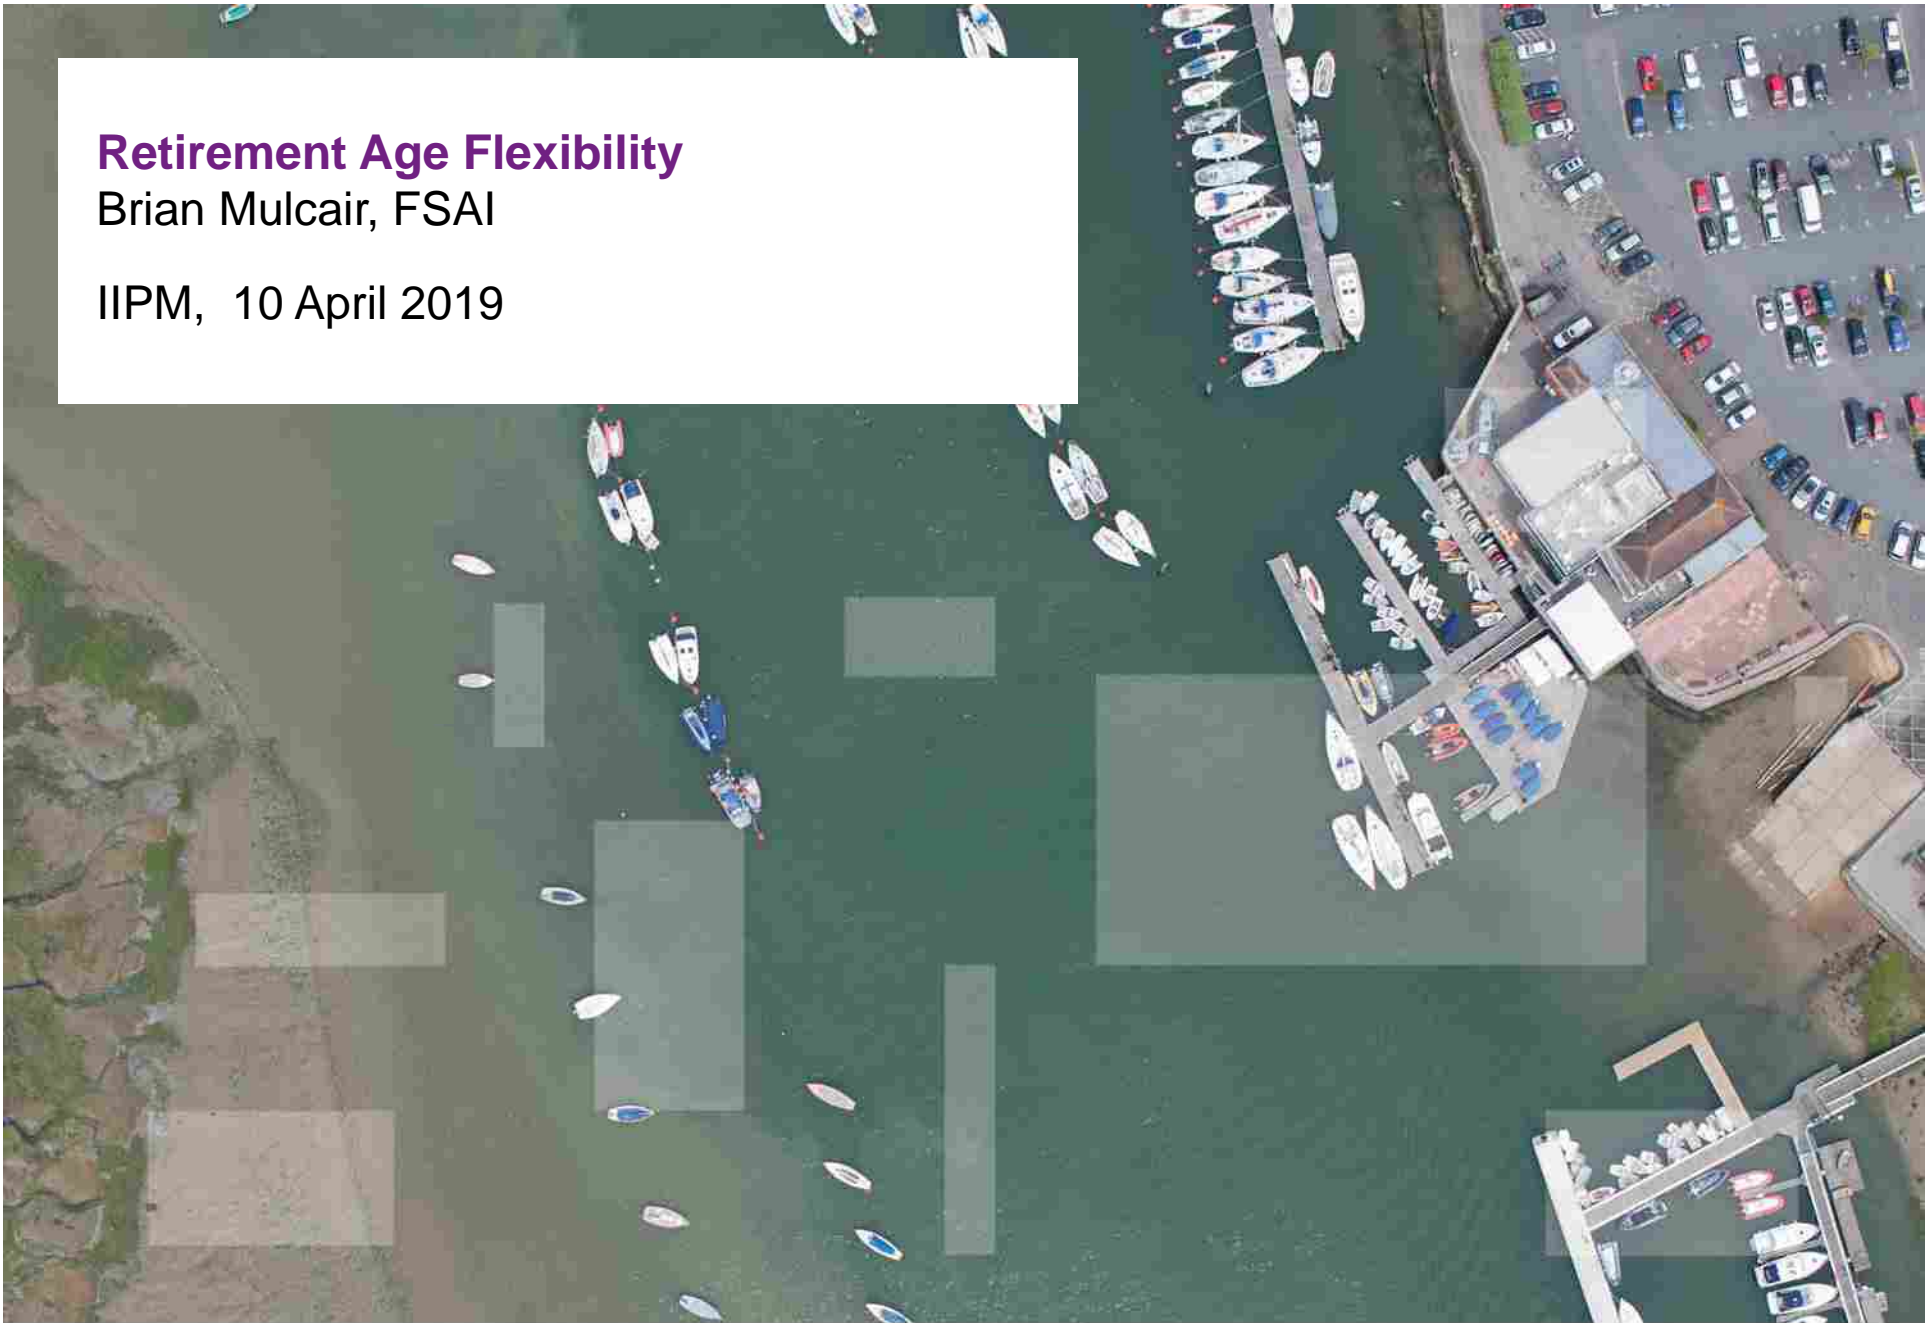 Retirement Age Flexibility
Brian Mulcair, FSAI
IIPM, 10 April 2019